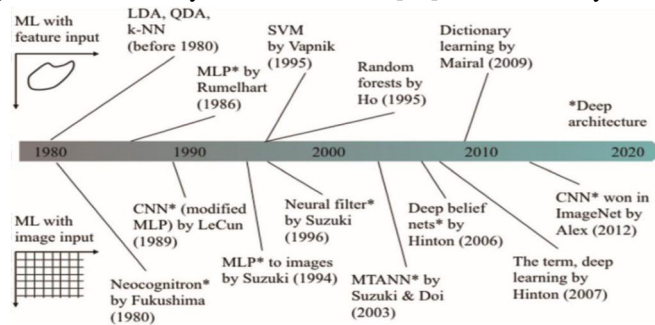 ML with
feature input
LDA, QDA,
k-NN
(before 1980)
MLP* by
Rumelhart
(1986)
SVM
by Vapnik
(1995)
Random
forests by
Ho (1995)
Dictionary
learning by
Mairal (2009)
*Deep
architecture
1980 1990 2000 2010 2020
ML with
image input
Neocognitron*
by Fukushima
(1980)
CNN* (modified
MLP) by LeCun
(1989)
MLP* to images
by Suzuki (1994)
Neural filter*
by Suzuki
(1996)
MTANN* by
Suzuki & Doi
(2003)
Deep belief
nets* by
Hinton (2006)
The term, deep
learning by
Hinton (2007)
CNN* won in
ImageNet by
Alex (2012)